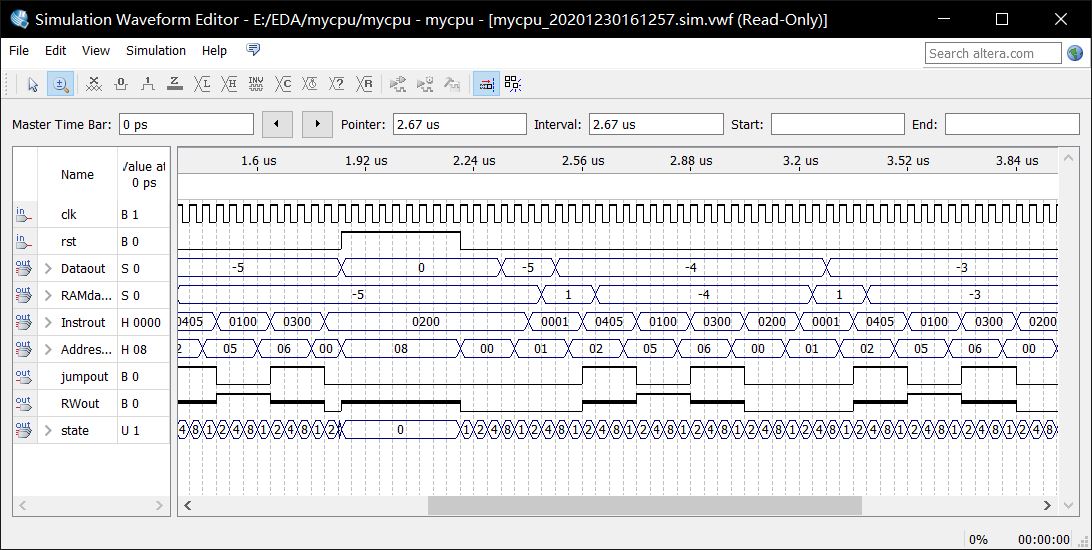 Simulation Waveform Editor - E:/EDA/mycpu/mycpu - mycpu - [mycpu_20201230161257.sim.vwf (Read-Only)]
File Edit View Simulation Help Search altera.com
Master Time Bar: 0 ps Pointer: 2.67 us Interval: 2.67 us Start: End:
Name Value at 0 ps 1.6 us 1.92 us 2.24 us 2.56 us 2.88 us 3.2 us 3.52 us 3.84 us
in clk B 1
in rst B 0
out Dataout S 0 -5 0 -5 -4 -3
out RAMda... S 0 -5 1 -4 1 -3
out Instrout H 0000 0405 0100 0300 0200 0001 0405 0100 0300 0200 0001 0405 0100 0300 0200
out Addres... H 08 2 05 06 00 08 00 01 02 05 06 00 01 02 05 06 00
out jumpout B 0
out RWout B 0
out state U 1 4 8 1 2 4 8 1 2 4 8 1 2 0 1 2 4 8 1 2 4 8 1 2 4 8 1 2 4 8 1 2 4 8 1 2 4 8 1 2 4 8 1 2 4 8 1 2 4 8 1 2 4 8
0% 00:00:00